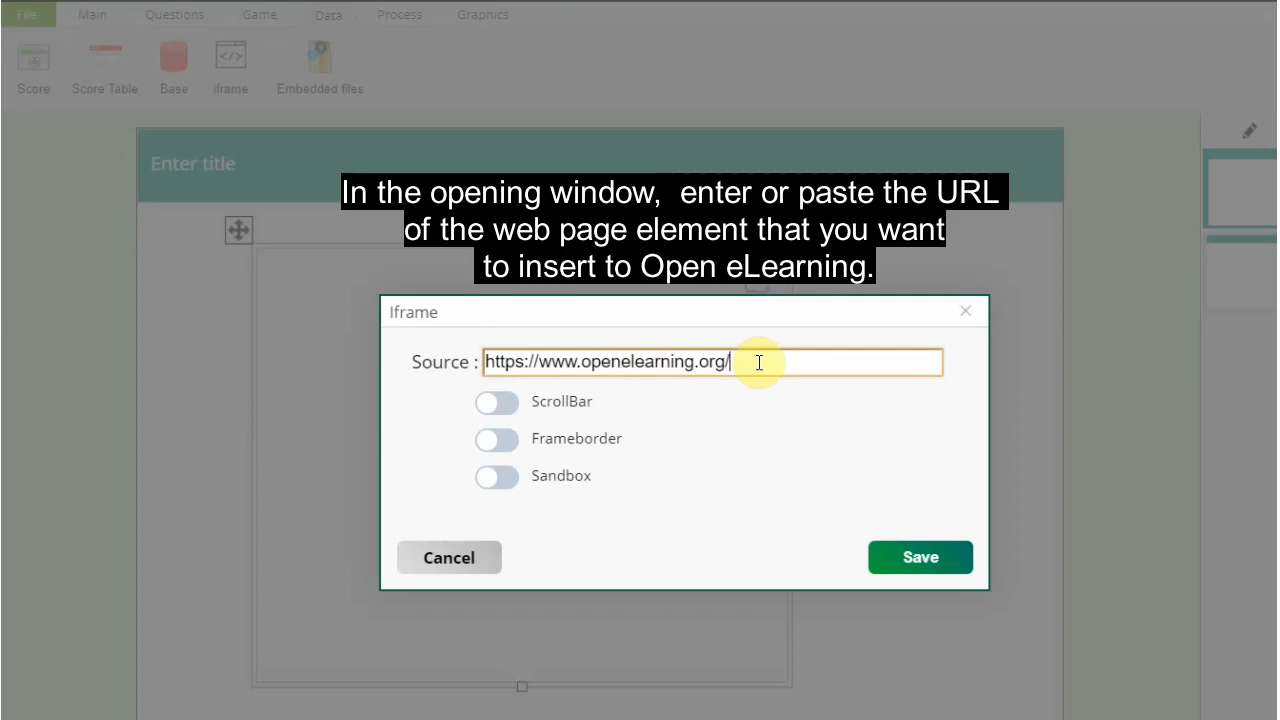 File Main Questions Game Data Process Graphics
Score Score Table Base iframe Embedded files
Enter title
In the opening window, enter or paste the URL
of the web page element that you want
to insert to Open eLearning.
Iframe
Source : https://www.openelearning.org/
ScrollBar
Frameborder
Sandbox
Cancel Save